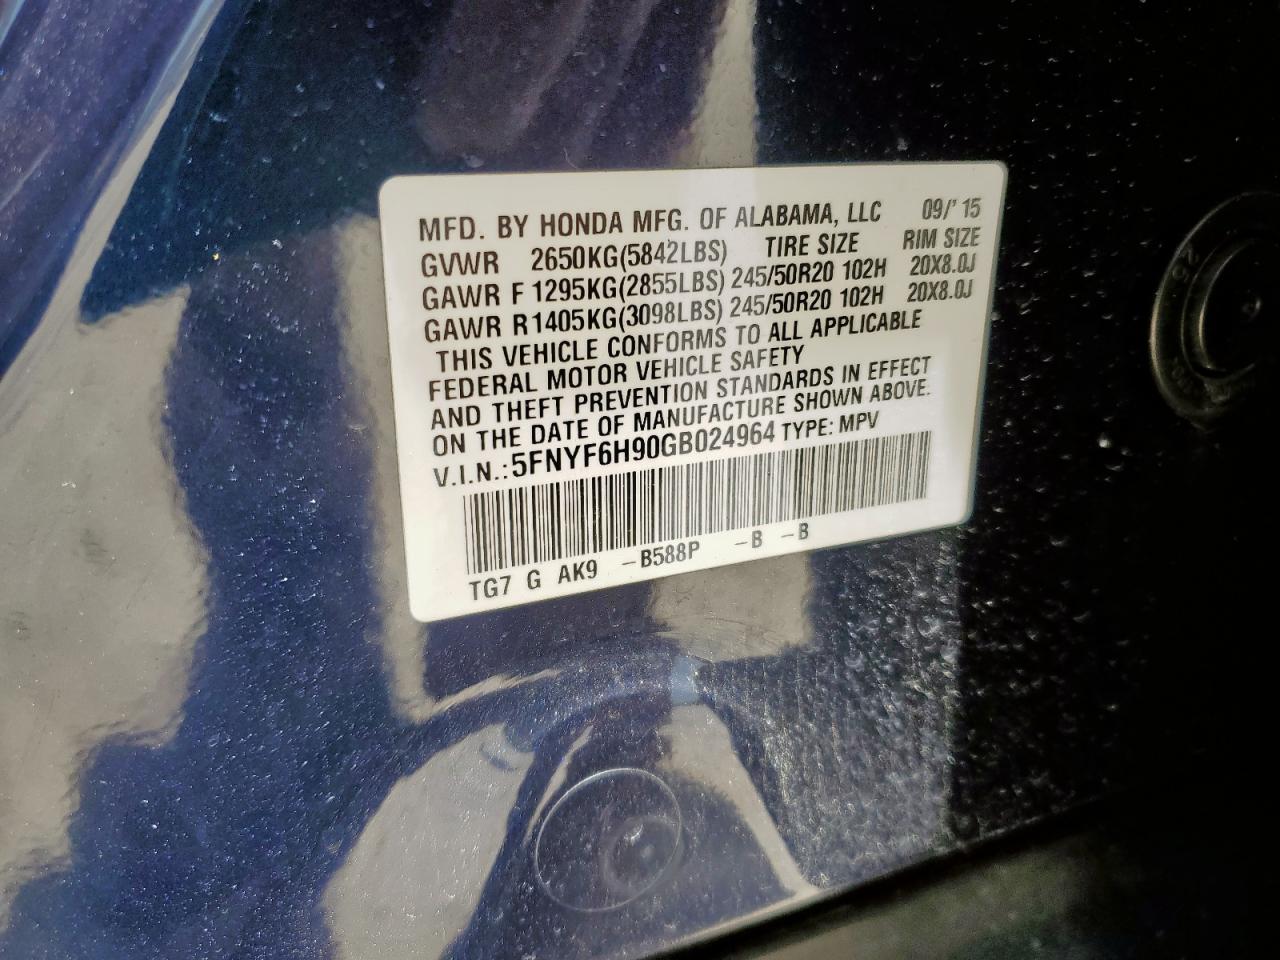 MFD. BY HONDA MFG. OF ALABAMA, LLC 09/'15
GVWR 2650KG(5842LBS) TIRE SIZE RIM SIZE
GAWR F 1295KG(2855LBS) 245/50R20 102H 20X8.0J
GAWR R1405KG(3098LBS) 245/50R20 102H 20X8.0J
THIS VEHICLE CONFORMS TO ALL APPLICABLE
FEDERAL MOTOR VEHICLE SAFETY
AND THEFT PREVENTION STANDARDS IN EFFECT
ON THE DATE OF MANUFACTURE SHOWN ABOVE.
V.I.N.:5FNYF6H90GB024964 TYPE: MPV
TG7 G AK9 -B588P -B -B